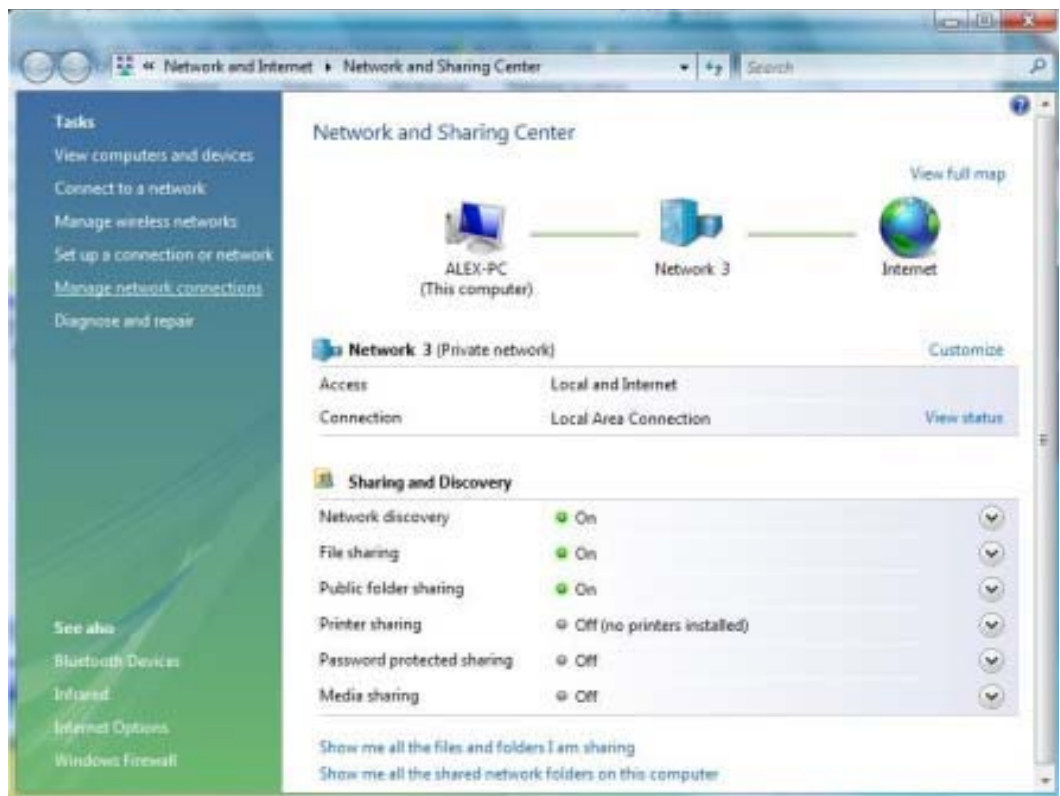 « Network and Internet ▸ Network and Sharing Center
Search
Tasks
View computers and devices
Connect to a network
Manage wireless networks
Set up a connection or network
Manage network connections
Diagnose and repair
See also
Bluetooth Devices
Infrared
Internet Options
Windows Firewall
Network and Sharing Center
View full map
ALEX-PC
(This computer)
Network 3
Internet
Network 3 (Private network) Customize
Access Local and Internet
Connection Local Area Connection View status
Sharing and Discovery
Network discovery On
File sharing On
Public folder sharing On
Printer sharing Off (no printers installed)
Password protected sharing Off
Media sharing Off
Show me all the files and folders I am sharing
Show me all the shared network folders on this computer